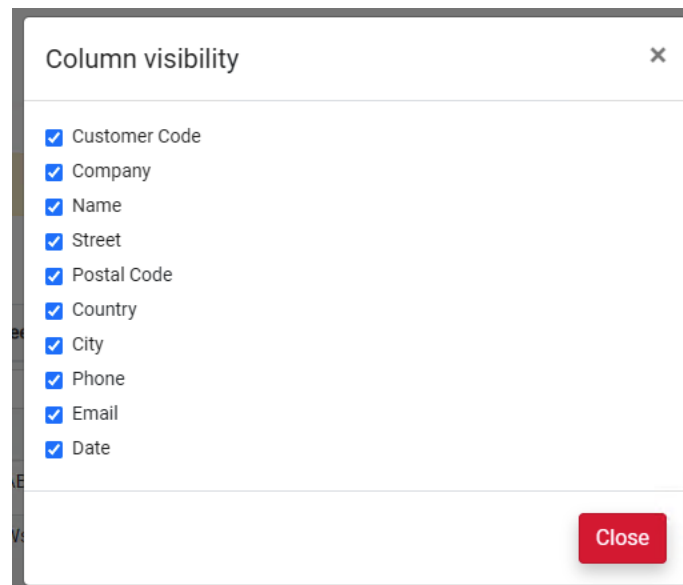 Column visibility ×
Customer Code
Company
Name
Street
Postal Code
Country
City
Phone
Email
Date
Close